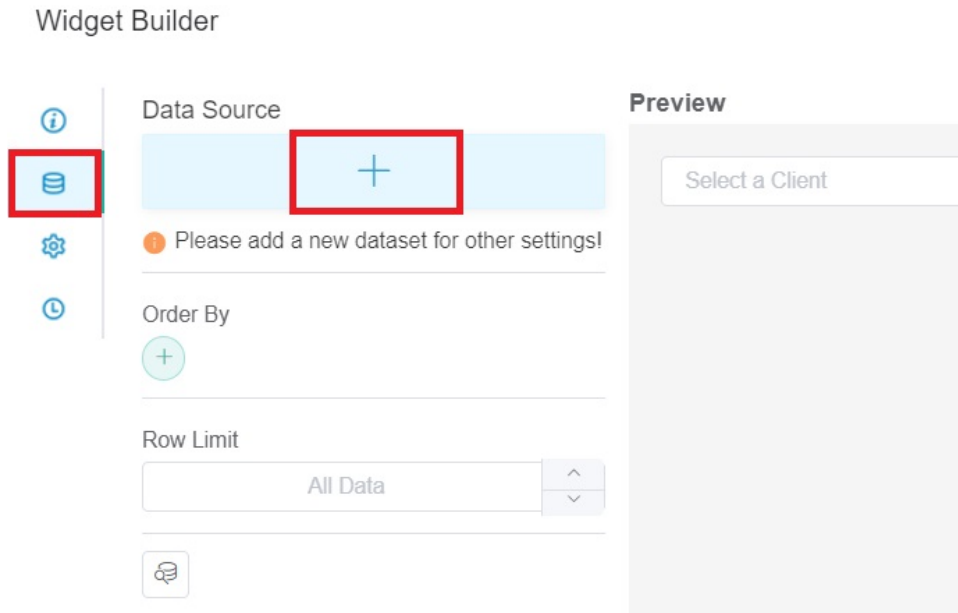 Widget Builder
Data Source
Please add a new dataset for other settings!
Order By
Row Limit
All Data
Preview
Select a Client